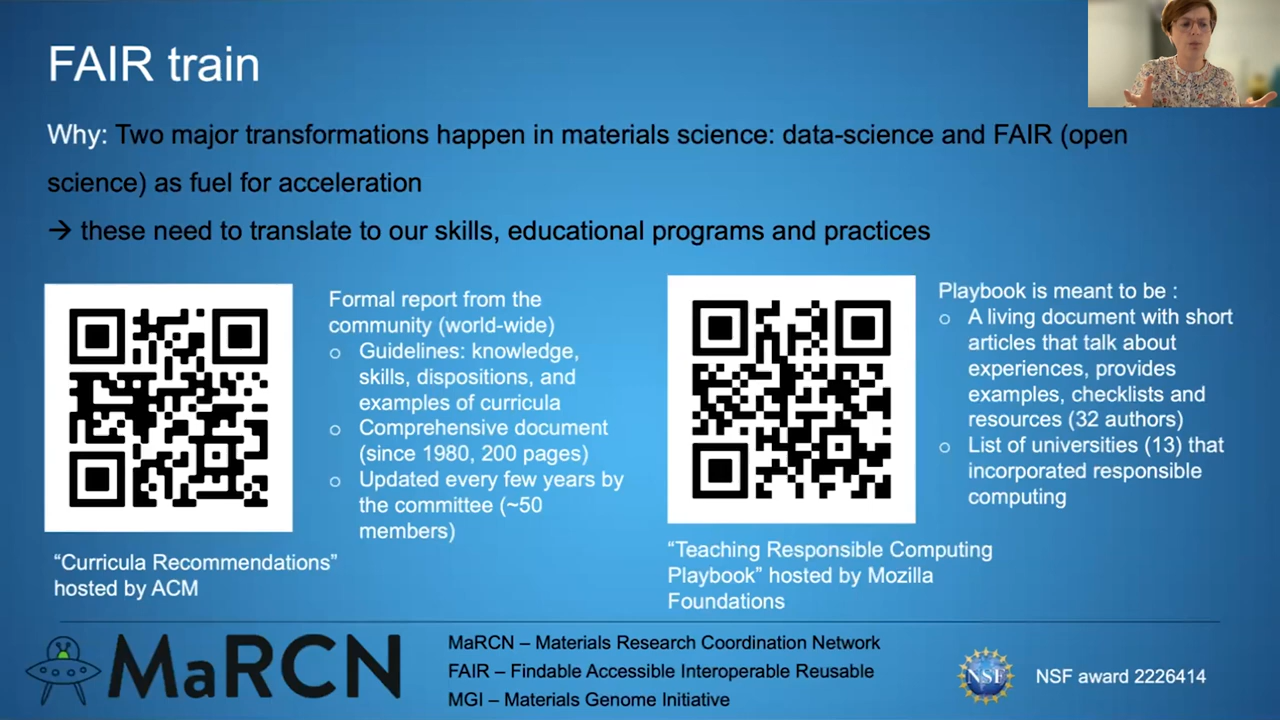 FAIR train
Why: Two major transformations happen in materials science: data-science and FAIR (open
science) as fuel for acceleration
→ these need to translate to our skills, educational programs and practices
Formal report from the
community (world-wide)
o Guidelines: knowledge,
skills, dispositions, and
examples of curricula
o Comprehensive document
(since 1980, 200 pages)
o Updated every few years by
the committee (~50
members)
“Curricula Recommendations”
hosted by ACM
Playbook is meant to be :
o A living document with short
articles that talk about
experiences, provides
examples, checklists and
resources (32 authors)
o List of universities (13) that
incorporated responsible
computing
“Teaching Responsible Computing
Playbook” hosted by Mozilla
Foundations
MaRCN
MaRCN – Materials Research Coordination Network
FAIR – Findable Accessible Interoperable Reusable
MGI – Materials Genome Initiative
NSF
NSF award 2226414